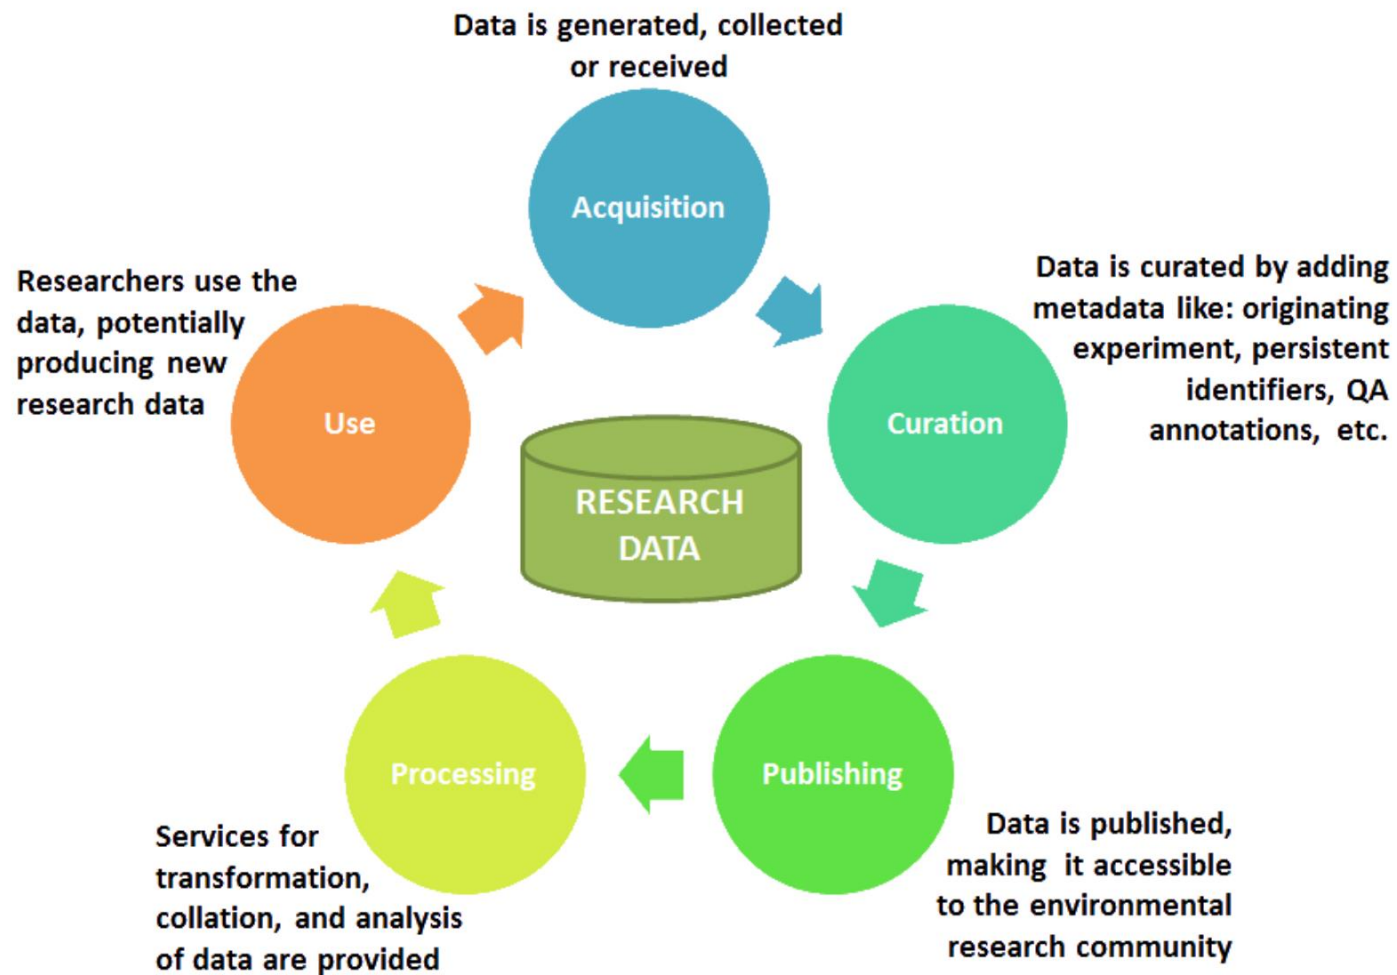 Data is generated, collected
or received
Acquisition
Data is curated by adding
metadata like: originating
experiment, persistent
identifiers, QA
annotations, etc.
Curation
Researchers use the
data, potentially
producing new
research data
Use
RESEARCH
DATA
Publishing
Data is published,
making it accessible
to the environmental
research community
Processing
Services for
transformation,
collation, and analysis
of data are provided